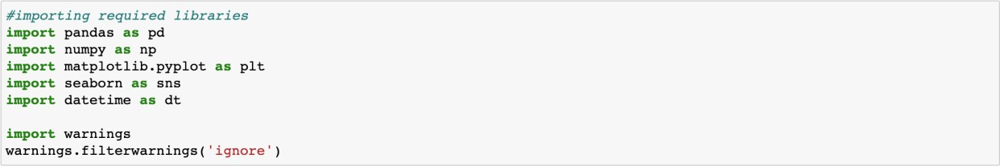 #importing required libraries
import pandas as pd
import numpy as np
import matplotlib.pyplot as plt
import seaborn as sns
import datetime as dt
import warnings
warnings.filterwarnings('ignore')